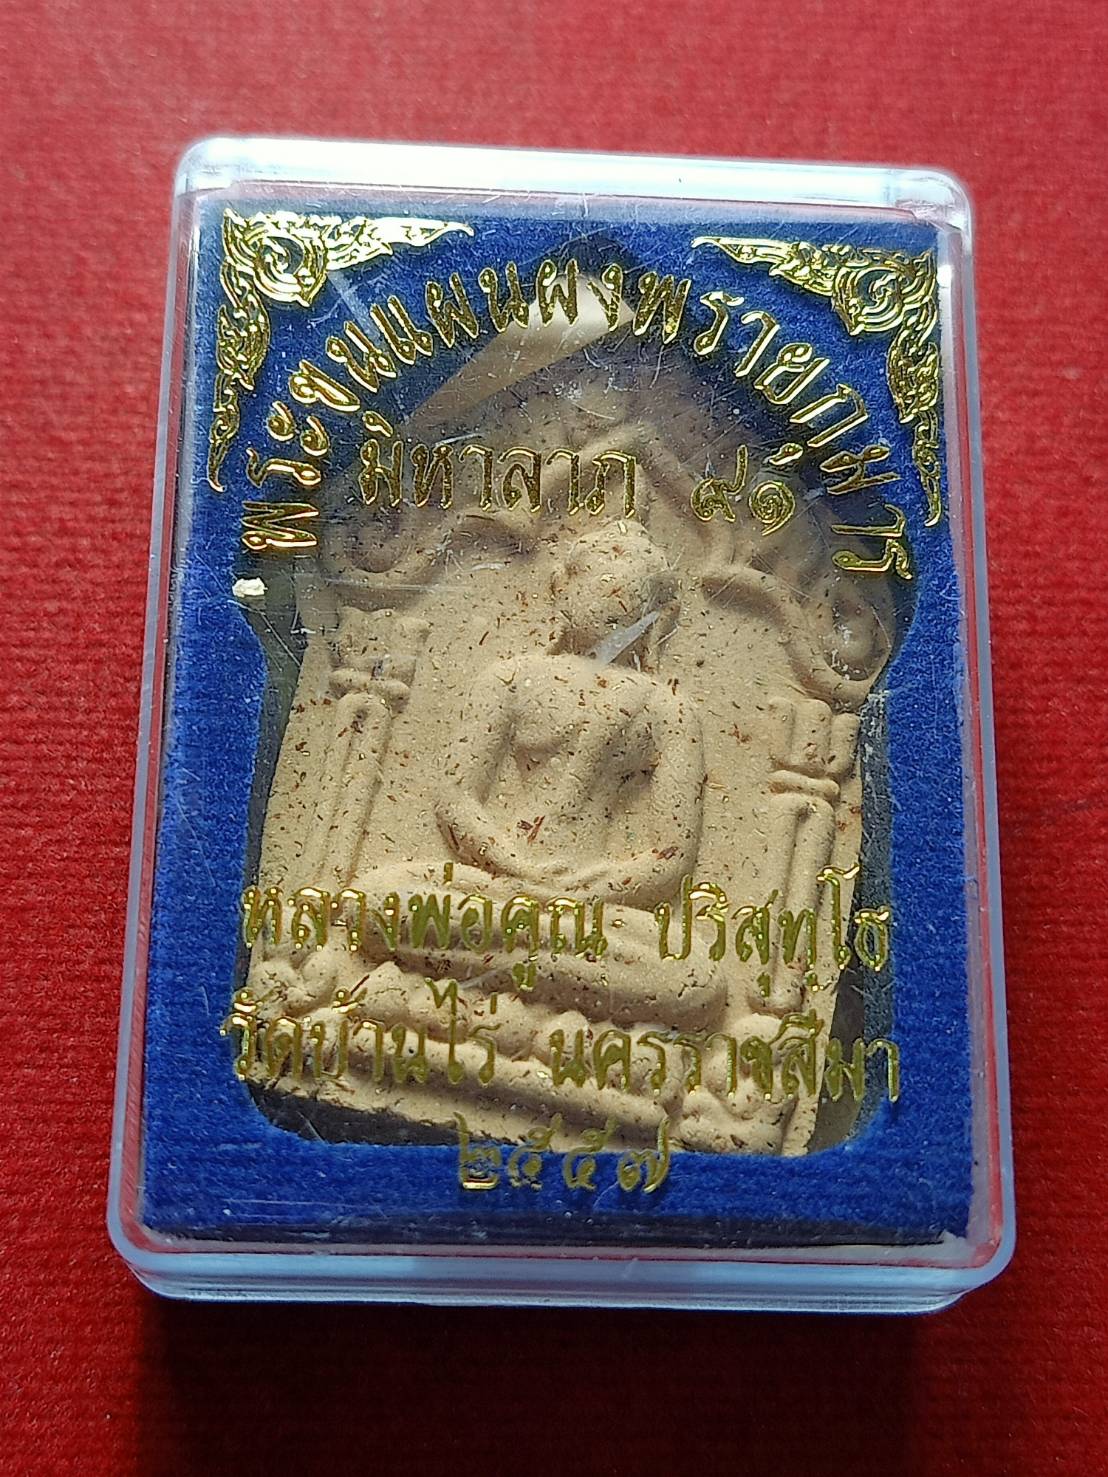 พระขุนแผนผงพรายกุมาร
มหาลาภ ๙๑
หลวงพ่อคูณ ปริสุทฺโธ
วัดบ้านไร่ นครราชสีมา
๒๕๕๗